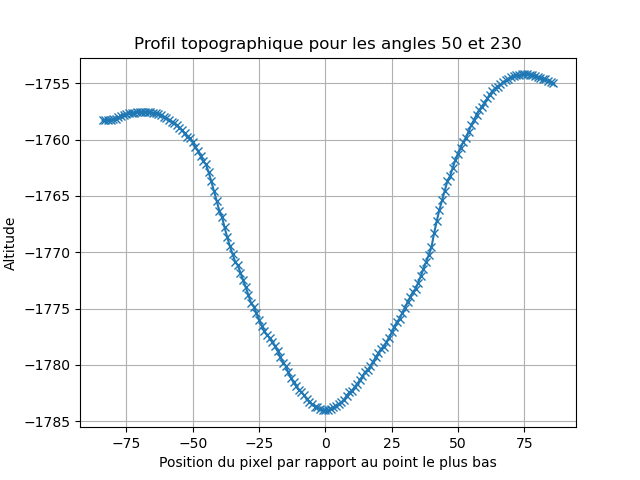 Profil topographique pour les angles 50 et 230
−1755
−1760
−1765
−1770
−1775
−1780
−1785
Altitude
−75 −50 −25 0 25 50 75
Position du pixel par rapport au point le plus bas